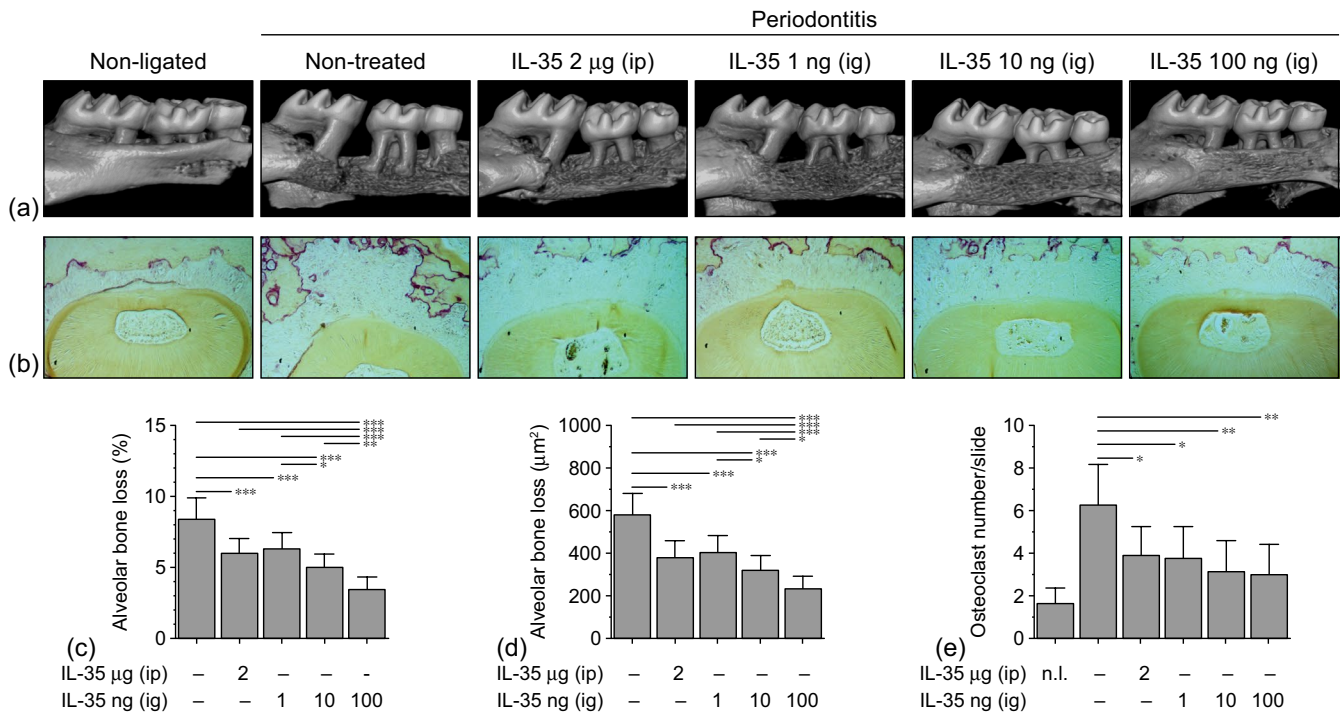 Periodontitis
Non-ligated Non-treated IL-35 2 μg (ip) IL-35 1 ng (ig) IL-35 10 ng (ig) IL-35 100 ng (ig)
(a)
(b)
(c)
Alveolar bone loss (%)
15
10
5
0
***
***
***
**
***
*
***
***
IL-35 μg (ip) – 2 – – -
IL-35 ng (ig) – – 1 10 100
(d)
Alveolar bone loss (μm²)
1000
800
600
400
200
0
***
***
***
*
***
*
***
***
IL-35 μg (ip) – 2 – – –
IL-35 ng (ig) – – 1 10 100
(e)
Osteoclast number/slide
10
8
6
4
2
0
**
**
*
*
IL-35 μg (ip) n.l. – 2 – – –
IL-35 ng (ig) – – 1 10 100